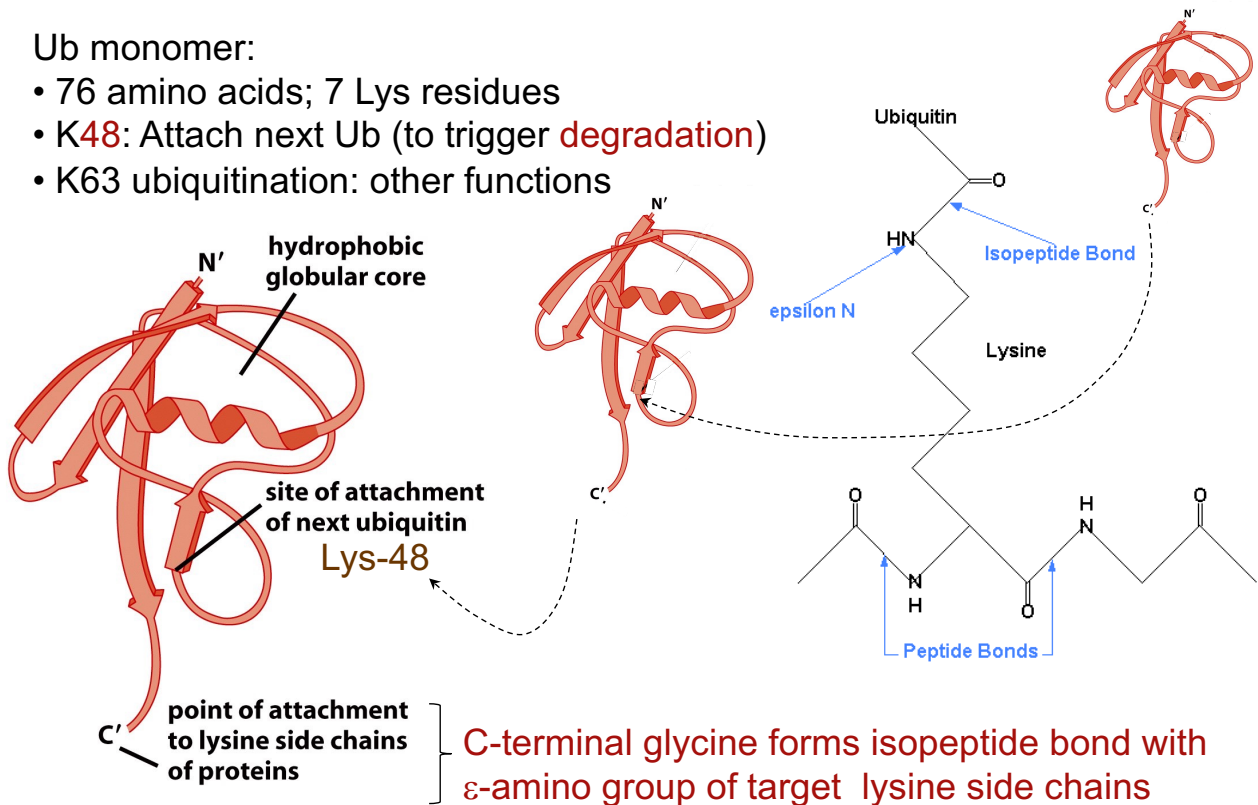 Ub monomer:
• 76 amino acids; 7 Lys residues
• K48: Attach next Ub (to trigger degradation)
• K63 ubiquitination: other functions
N′
hydrophobic
globular core
site of attachment
of next ubiquitin
Lys-48
C′
point of attachment
to lysine side chains
of proteins
C-terminal glycine forms isopeptide bond with
ε-amino group of target lysine side chains
N′
C′
N′
C′
Ubiquitin
O
HN
Isopeptide Bond
epsilon N
Lysine
O
H
N
O
N
H
O
Peptide Bonds